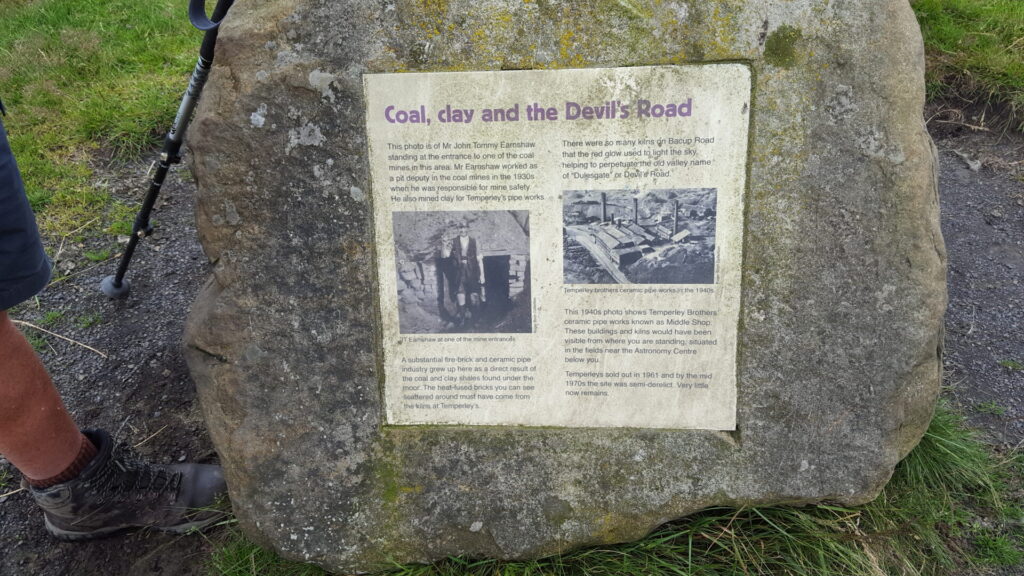 Coal, clay and the Devil's Road
This photo is of Mr John Tommy Earnshaw
standing at the entrance to one of the coal
mines in this area. Mr Earnshaw worked as
a pit deputy in the coal mines in the 1930s
when he was responsible for mine safety.
He also mined clay for Temperley's pipe works.
T Earnshaw at one of the mine entrances
A substantial fire-brick and ceramic pipe
industry grew up here as a direct result of
the coal and clay shales found under the
moor. The heat-fused bricks you can see
scattered around must have come from
the kilns at Temperley's.
There were so many kilns on Bacup Road
that the red glow used to light the sky,
helping to perpetuate the old valley name
of "Dulesgate" or Devil's Road.
Temperley brothers ceramic pipe works in the 1940s
This 1940s photo shows Temperley Brothers'
ceramic pipe works known as Middle Shop.
These buildings and kilns would have been
visible from where you are standing, situated
in the fields near the Astronomy Centre
below you.
Temperleys sold out in 1961 and by the mid
1970s the site was semi-derelict. Very little
now remains.